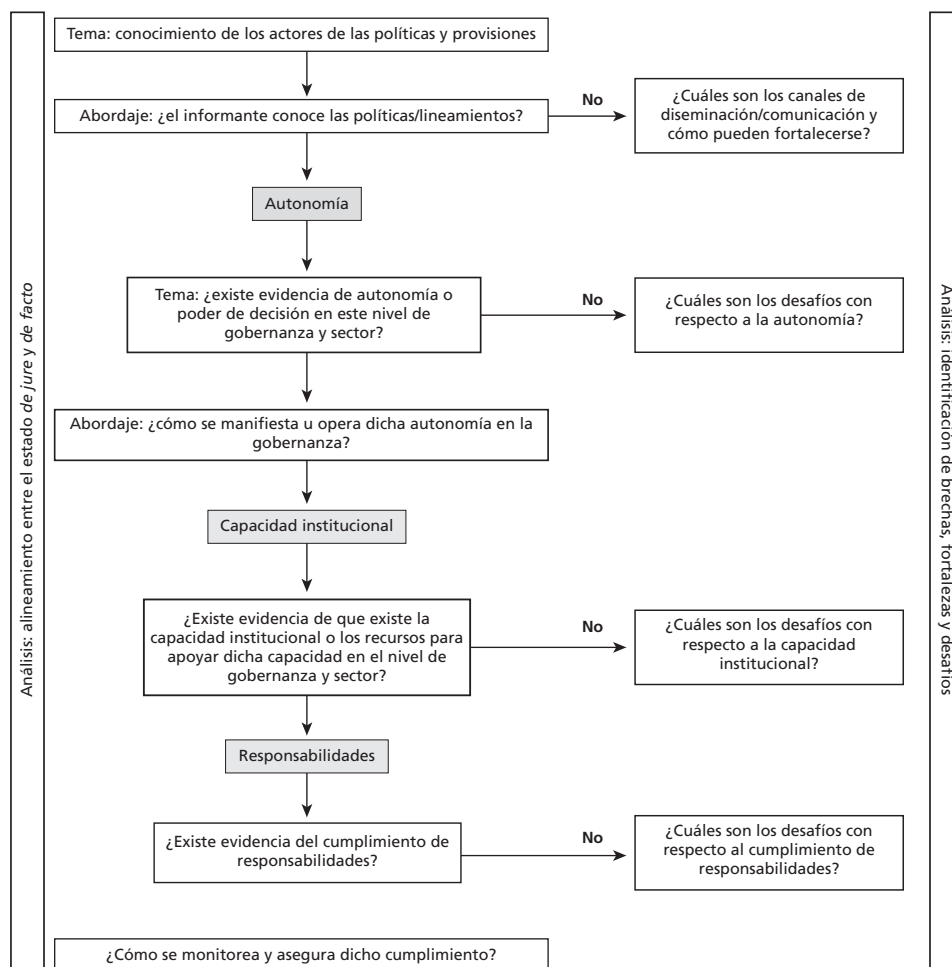 Tema: conocimiento de los actores de las políticas y provisiones
Abordaje: ¿el informante conoce las políticas/lineamientos?
No
¿Cuáles son los canales de
diseminación/comunicación y
cómo pueden fortalecerse?
Autonomía
Tema: ¿existe evidencia de autonomía o
poder de decisión en este nivel de
gobernanza y sector?
No
¿Cuáles son los desafíos con
respecto a la autonomía?
Abordaje: ¿cómo se manifiesta u opera dicha autonomía en la
gobernanza?
Capacidad institucional
¿Existe evidencia de que existe la
capacidad institucional o los recursos para
apoyar dicha capacidad en el nivel de
gobernanza y sector?
No
¿Cuáles son los desafíos con
respecto a la capacidad
institucional?
Responsabilidades
¿Existe evidencia del cumplimiento de
responsabilidades?
No
¿Cuáles son los desafíos con
respecto al cumplimiento de
responsabilidades?
¿Cómo se monitorea y asegura dicho cumplimiento?
Análisis: alineamiento entre el estado de jure y de facto
Análisis: identificación de brechas, fortalezas y desafíos